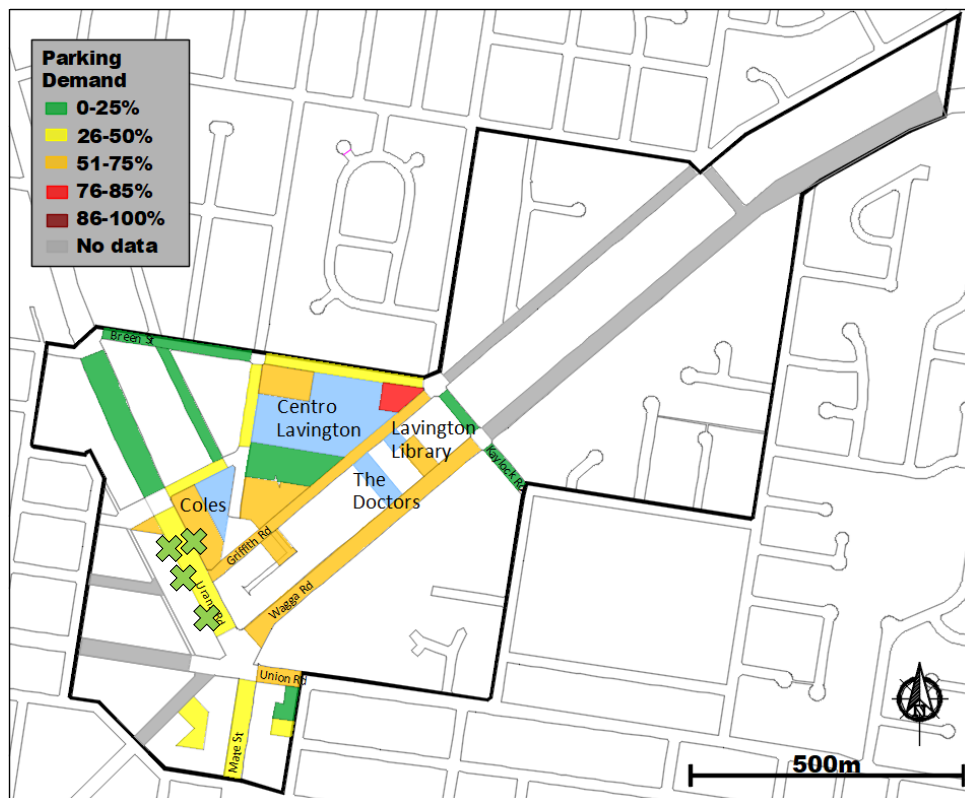 Parking
Demand
0-25%
26-50%
51-75%
76-85%
86-100%
No data
Breen St
Centro
Lavington
Lavington
Library
Kaylock Rd
The
Doctors
Coles
Griffith Rd
Urana Rd
Wagga Rd
Union Rd
Mate St
500m